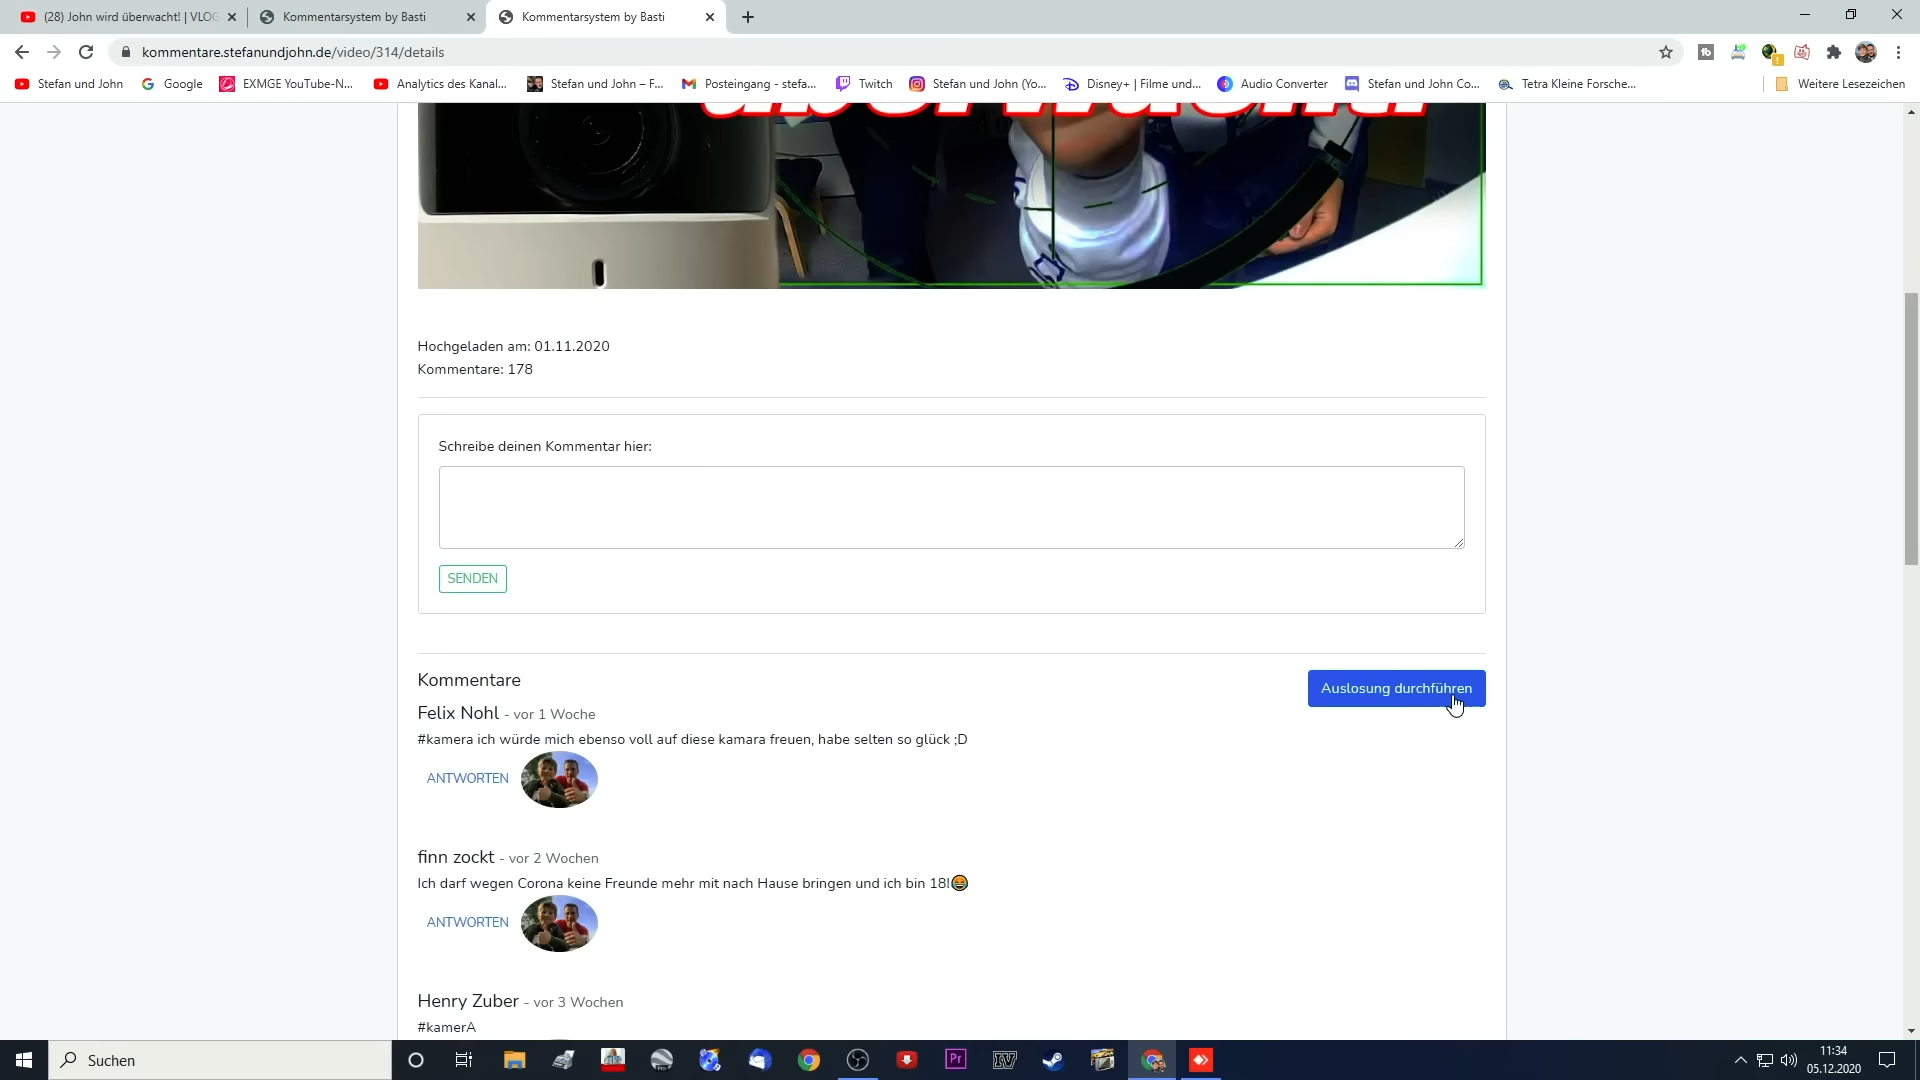 (28) John wird überwacht! | VLOG
Kommentarsystem by Basti
Kommentarsystem by Basti
kommentare.stefanundjohn.de/video/314/details
Stefan und John
Google
EXMGE YouTube-N...
Analytics des Kanal...
Stefan und John – F...
Posteingang - stefa...
Twitch
Stefan und John (Yo...
Disney+ | Filme und...
Audio Converter
Stefan und John Co...
Tetra Kleine Forsche...
Weitere Lesezeichen
Hochgeladen am: 01.11.2020
Kommentare: 178
Schreibe deinen Kommentar hier:
SENDEN
Kommentare
Auslosung durchführen
Felix Nohl - vor 1 Woche
#kamera ich würde mich ebenso voll auf diese kamara freuen, habe selten so glück ;D
ANTWORTEN
finn zockt - vor 2 Wochen
Ich darf wegen Corona keine Freunde mehr mit nach Hause bringen und ich bin 18!😂
ANTWORTEN
Henry Zuber - vor 3 Wochen
#kamerA
Suchen
Pr
IV
11:34
05.12.2020